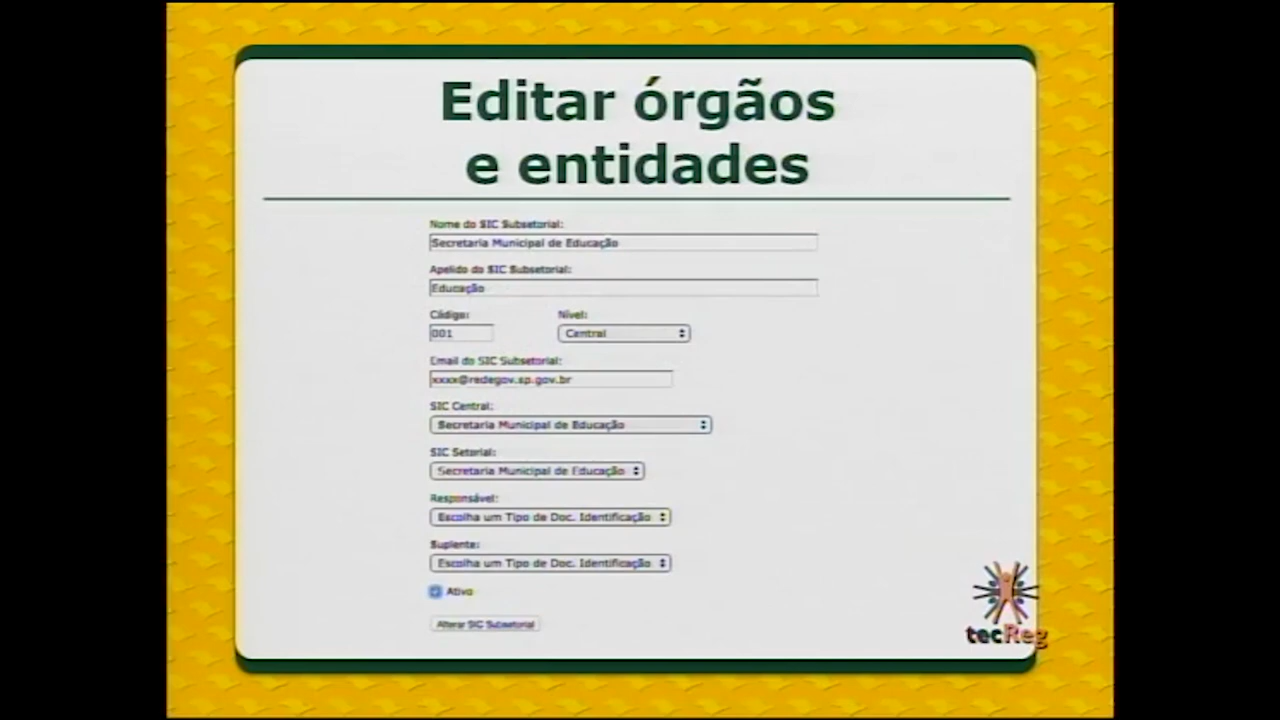 Editar órgãos
e entidades
Nome do SIC Subsetorial:
Secretaria Municipal de Educação
Apelido do SIC Subsetorial:
Educação
Código:
Nível:
001
Central
Email do SIC Subsetorial:
xxxx@redegov.sp.gov.br
SIC Central:
Secretaria Municipal de Educação
SIC Setorial:
Secretaria Municipal de Educação
Responsável:
Escolha um Tipo de Doc. Identificação
Suplente:
Escolha um Tipo de Doc. Identificação
Ativo
Alterar SIC Subsetorial
tecReg